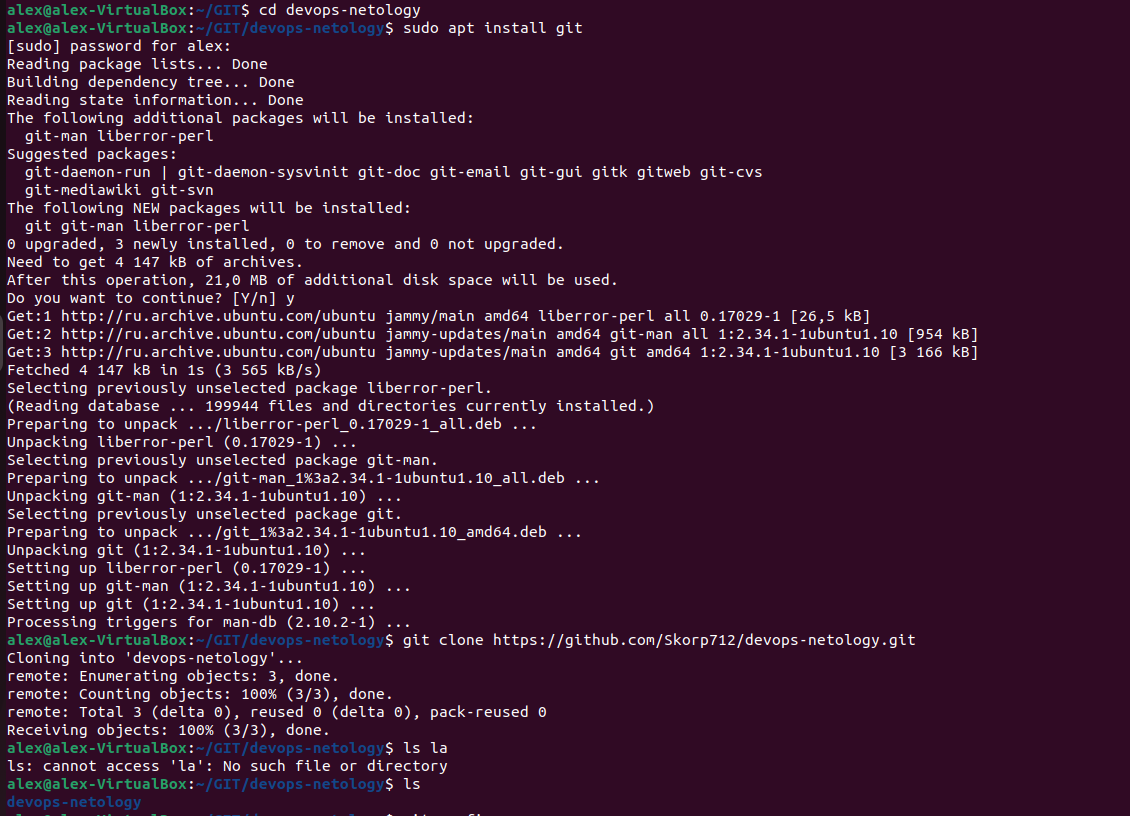 alex@alex-VirtualBox:~/GIT$ cd devops-netology
alex@alex-VirtualBox:~/GIT/devops-netology$ sudo apt install git
[sudo] password for alex:
Reading package lists... Done
Building dependency tree... Done
Reading state information... Done
The following additional packages will be installed:
  git-man liberror-perl
Suggested packages:
  git-daemon-run | git-daemon-sysvinit git-doc git-email git-gui gitk gitweb git-cvs
  git-mediawiki git-svn
The following NEW packages will be installed:
  git git-man liberror-perl
0 upgraded, 3 newly installed, 0 to remove and 0 not upgraded.
Need to get 4 147 kB of archives.
After this operation, 21,0 MB of additional disk space will be used.
Do you want to continue? [Y/n] y
Get:1 http://ru.archive.ubuntu.com/ubuntu jammy/main amd64 liberror-perl all 0.17029-1 [26,5 kB]
Get:2 http://ru.archive.ubuntu.com/ubuntu jammy-updates/main amd64 git-man all 1:2.34.1-1ubuntu1.10 [954 kB]
Get:3 http://ru.archive.ubuntu.com/ubuntu jammy-updates/main amd64 git amd64 1:2.34.1-1ubuntu1.10 [3 166 kB]
Fetched 4 147 kB in 1s (3 565 kB/s)
Selecting previously unselected package liberror-perl.
(Reading database ... 199944 files and directories currently installed.)
Preparing to unpack .../liberror-perl_0.17029-1_all.deb ...
Unpacking liberror-perl (0.17029-1) ...
Selecting previously unselected package git-man.
Preparing to unpack .../git-man_1%3a2.34.1-1ubuntu1.10_all.deb ...
Unpacking git-man (1:2.34.1-1ubuntu1.10) ...
Selecting previously unselected package git.
Preparing to unpack .../git_1%3a2.34.1-1ubuntu1.10_amd64.deb ...
Unpacking git (1:2.34.1-1ubuntu1.10) ...
Setting up liberror-perl (0.17029-1) ...
Setting up git-man (1:2.34.1-1ubuntu1.10) ...
Setting up git (1:2.34.1-1ubuntu1.10) ...
Processing triggers for man-db (2.10.2-1) ...
alex@alex-VirtualBox:~/GIT/devops-netology$ git clone https://github.com/Skorp712/devops-netology.git
Cloning into 'devops-netology'...
remote: Enumerating objects: 3, done.
remote: Counting objects: 100% (3/3), done.
remote: Total 3 (delta 0), reused 0 (delta 0), pack-reused 0
Receiving objects: 100% (3/3), done.
alex@alex-VirtualBox:~/GIT/devops-netology$ ls la
ls: cannot access 'la': No such file or directory
alex@alex-VirtualBox:~/GIT/devops-netology$ ls
devops-netology